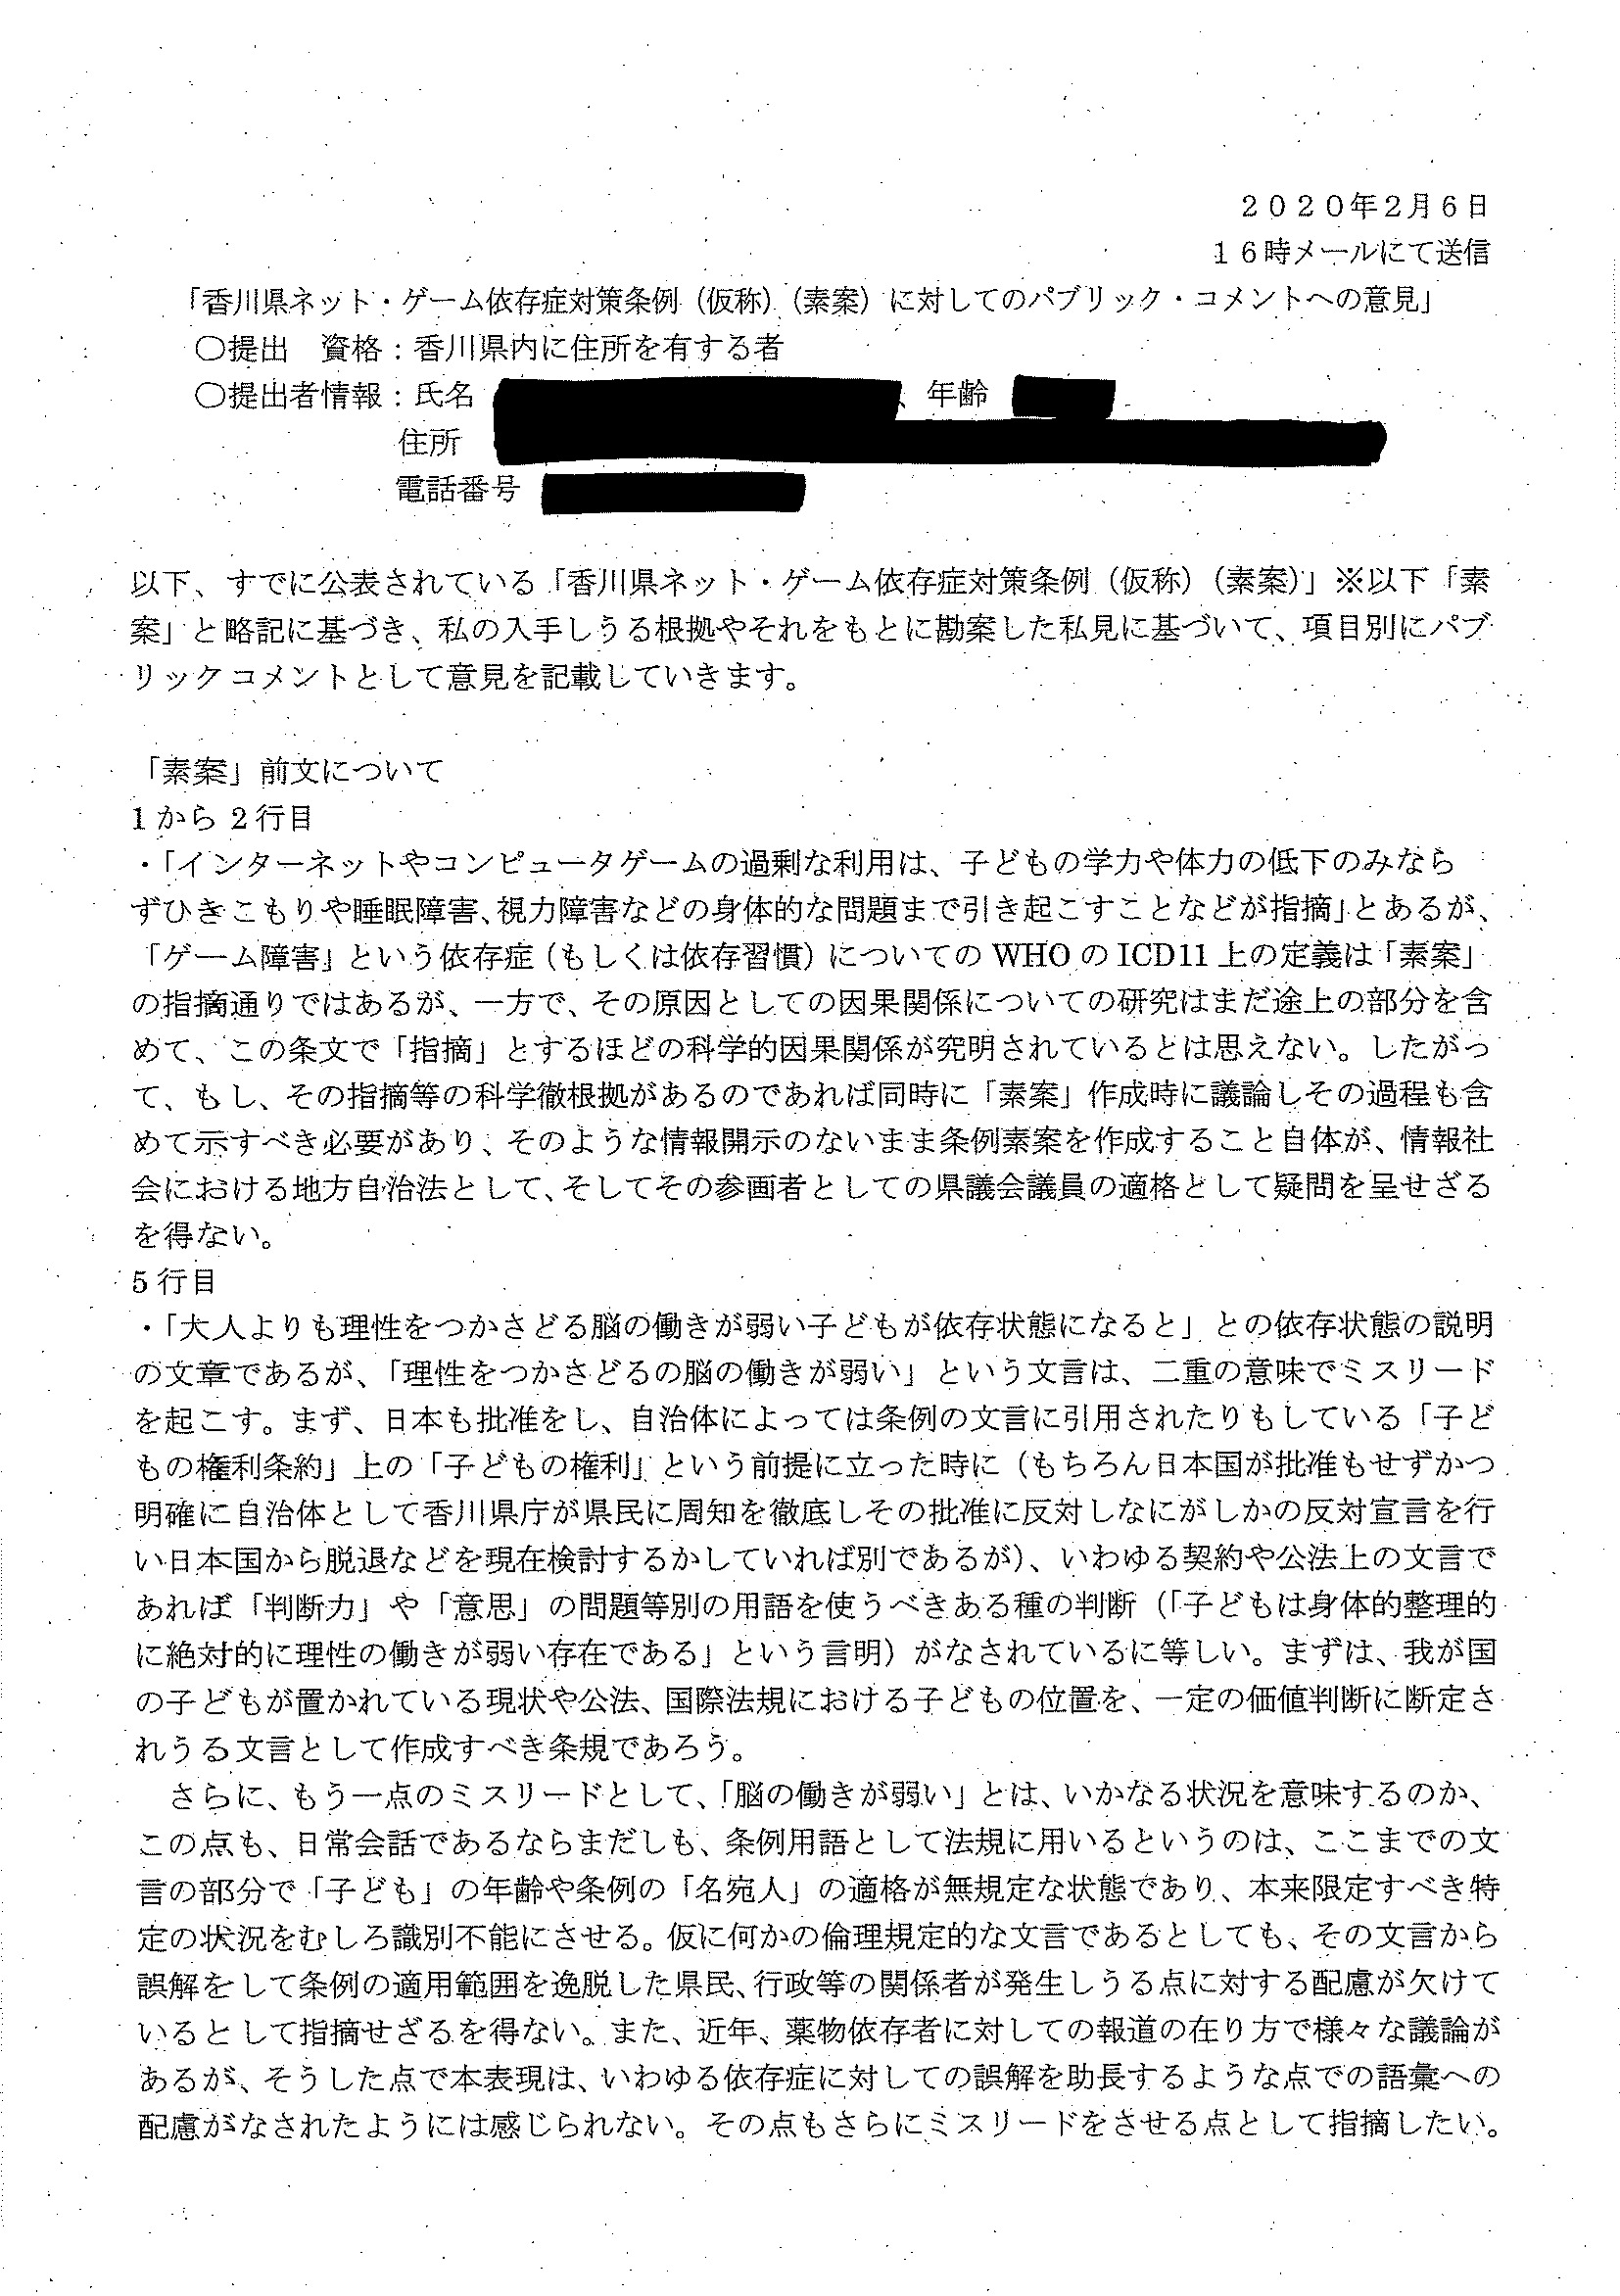 ２０２０年２月６日
１６時メールにて送信
「香川県ネット・ゲーム依存症対策条例（仮称）（素案）に対してのパブリック・コメントへの意見」
〇提出　資格：香川県内に住所を有する者
〇提出者情報：氏名　、年齢
住所
電話番号
以下、すでに公表されている「香川県ネット・ゲーム依存症対策条例（仮称）（素案）」※以下「素
案」と略記に基づき、私の入手しうる根拠やそれをもとに勘案した私見に基づいて、項目別にパブ
リックコメントとして意見を記載していきます。
「素案」前文について
1から2行目
・「インターネットやコンピュータゲームの過剰な利用は、子どもの学力や体力の低下のみなら
ずひきこもりや睡眠障害、視力障害などの身体的な問題まで引き起こすことなどが指摘」とあるが、
「ゲーム障害」という依存症（もしくは依存習慣）についてのWHOのICD11上の定義は「素案」
の指摘通りではあるが、一方で、その原因としての因果関係についての研究はまだ途上の部分を含
めて、この条文で「指摘」とするほどの科学的因果関係が究明されているとは思えない。したがっ
て、もし、その指摘等の科学徹根拠があるのであれば同時に「素案」作成時に議論しその過程も含
めて示すべき必要があり、そのような情報開示のないまま条例素案を作成すること自体が、情報社
会における地方自治法として、そしてその参画者としての県議会議員の適格として疑問を呈せざる
を得ない。
5行目
・「大人よりも理性をつかさどる脳の働きが弱い子どもが依存状態になると」との依存状態の説明
の文章であるが、「理性をつかさどるの脳の働きが弱い」という文言は、二重の意味でミスリード
を起こす。まず、日本も批准をし、自治体によっては条例の文言に引用されたりもしている「子ど
もの権利条約」上の「子どもの権利」という前提に立った時に（もちろん日本国が批准もせずかつ
明確に自治体として香川県庁が県民に周知を徹底しその批准に反対しなにがしかの反対宣言を行
い日本国から脱退などを現在検討するかしていれば別であるが）、いわゆる契約や公法上の文言で
あれば「判断力」や「意思」の問題等別の用語を使うべきある種の判断（「子どもは身体的整理的
に絶対的に理性の働きが弱い存在である」という言明）がなされているに等しい。まずは、我が国
の子どもが置かれている現状や公法、国際法規における子どもの位置を、一定の価値判断に断定さ
れうる文言として作成すべき条規であろう。
　さらに、もう一点のミスリードとして、「脳の働きが弱い」とは、いかなる状況を意味するのか、
この点も、日常会話であるならまだしも、条例用語として法規に用いるというのは、ここまでの文
言の部分で「子ども」の年齢や条例の「名宛人」の適格が無規定な状態であり、本来限定すべき特
定の状況をむしろ識別不能にさせる。仮に何かの倫理規定的な文言であるとしても、その文言から
誤解をして条例の適用範囲を逸脱した県民、行政等の関係者が発生しうる点に対する配慮が欠けて
いるとして指摘せざるを得ない。また、近年、薬物依存者に対しての報道の在り方で様々な議論が
あるが、そうした点で本表現は、いわゆる依存症に対しての誤解を助長するような点での語彙への
配慮がなされたようには感じられない。その点もさらにミスリードをさせる点として指摘したい。